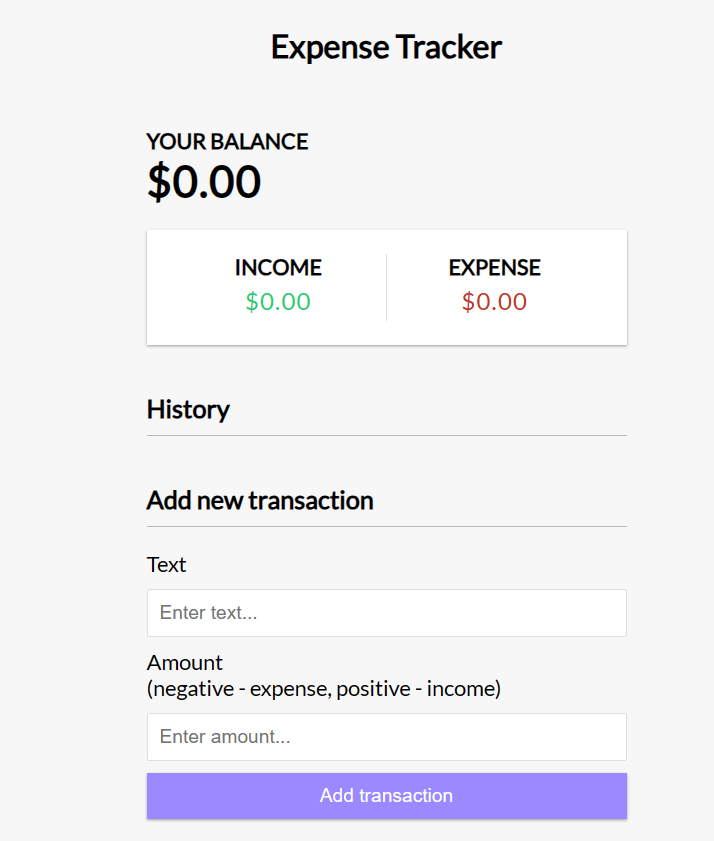 Expense Tracker
YOUR BALANCE
$0.00
INCOME
$0.00
EXPENSE
$0.00
History
Add new transaction
Text
Enter text...
Amount
(negative - expense, positive - income)
Enter amount...
Add transaction